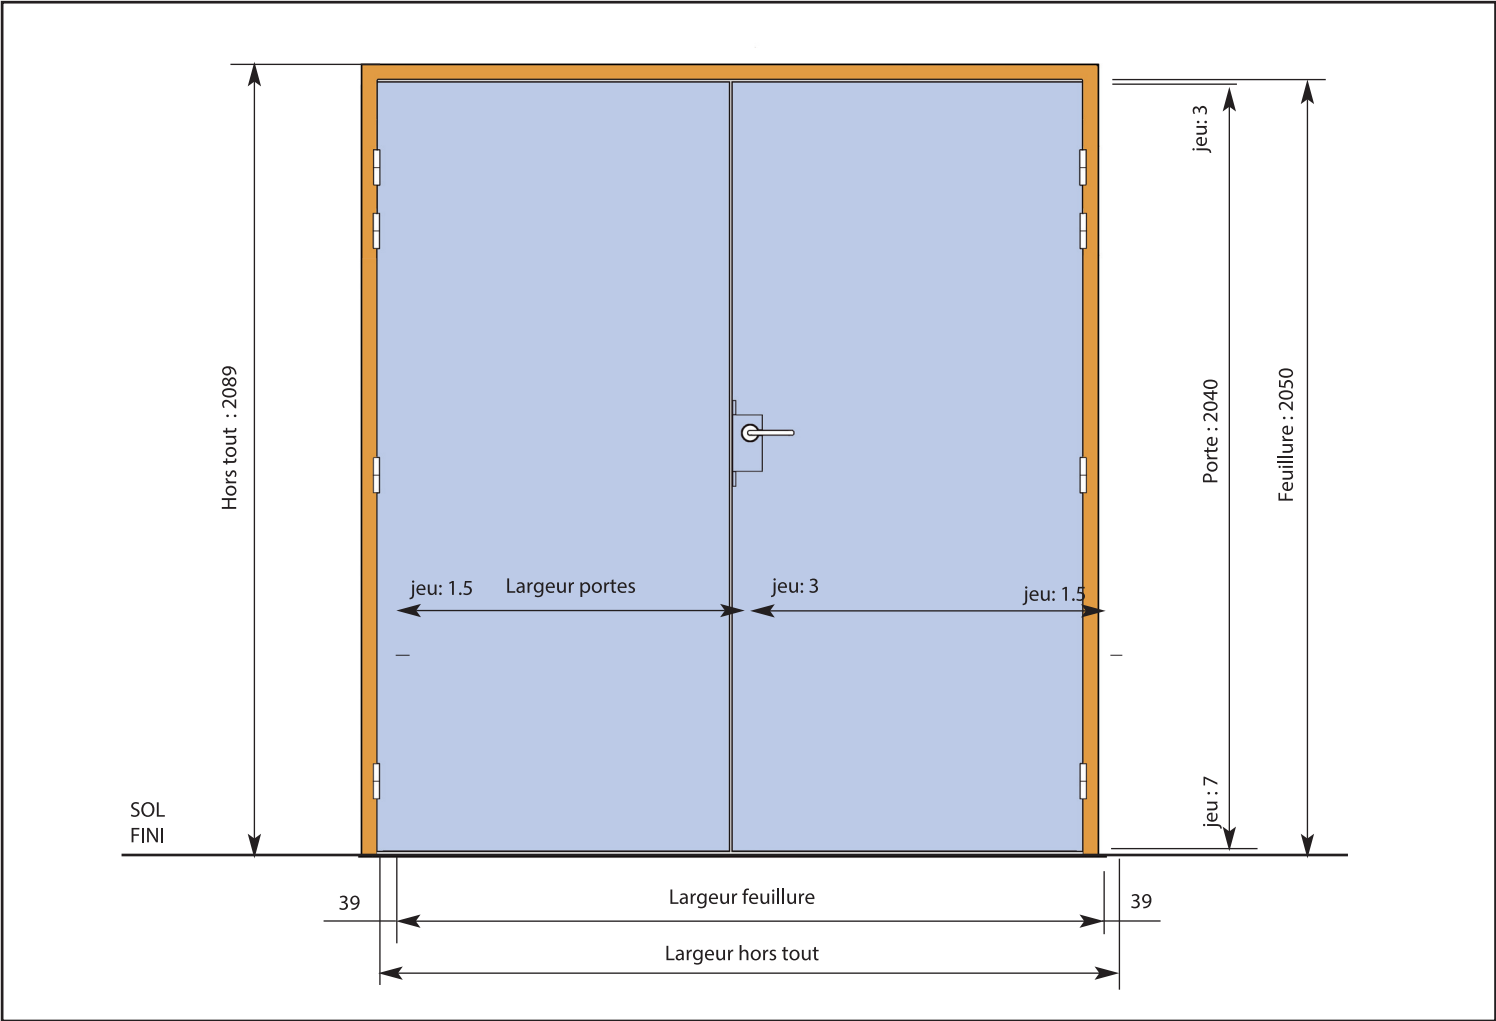 jeu: 3
Hors tout : 2089
Porte : 2040
Feuillure : 2050
jeu: 1.5
Largeur portes
jeu: 3
jeu: 1.5
jeu : 7
SOL
FINI
39
Largeur feuillure
39
Largeur hors tout